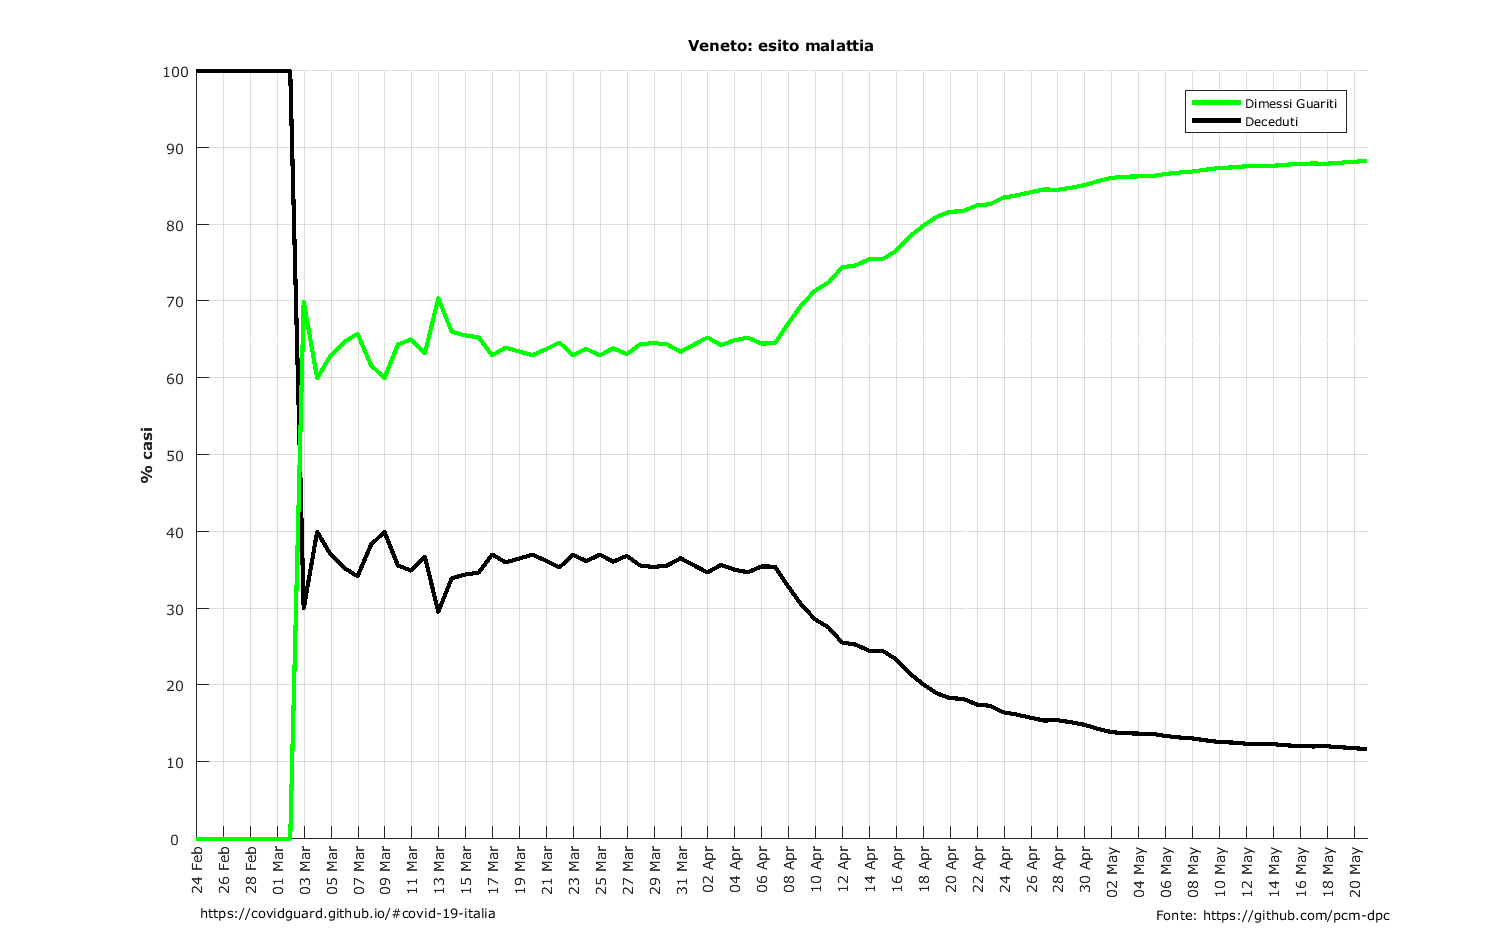 Veneto: esito malattia
Dimessi Guariti
Deceduti
% casi
100
90
80
70
60
50
40
30
20
10
0
24 Feb
26 Feb
28 Feb
01 Mar
03 Mar
05 Mar
07 Mar
09 Mar
11 Mar
13 Mar
15 Mar
17 Mar
19 Mar
21 Mar
23 Mar
25 Mar
27 Mar
29 Mar
31 Mar
02 Apr
04 Apr
06 Apr
08 Apr
10 Apr
12 Apr
14 Apr
16 Apr
18 Apr
20 Apr
22 Apr
24 Apr
26 Apr
28 Apr
30 Apr
02 May
04 May
06 May
08 May
10 May
12 May
14 May
16 May
18 May
20 May
https://covidguard.github.io/#covid-19-italia
Fonte: https://github.com/pcm-dpc